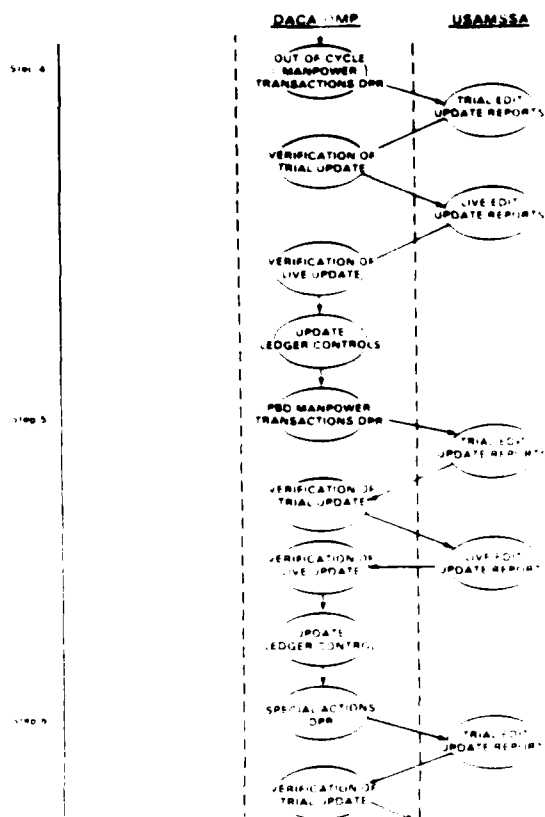 DACA DMP
USAMSSA
Step 4
OUT OF CYCLE
MANPOWER
TRANSACTIONS DPR
TRIAL EDIT
UPDATE REPORTS
VERIFICATION OF
TRIAL UPDATE
LIVE EDIT
UPDATE REPORTS
VERIFICATION OF
LIVE UPDATE
UPDATE
LEDGER CONTROLS
Step 5
PBD MANPOWER
TRANSACTIONS DPR
TRIAL EDIT
UPDATE REPORTS
VERIFICATION OF
TRIAL UPDATE
LIVE EDIT
UPDATE REPORT
VERIFICATION OF
LIVE UPDATE
UPDATE
LEDGER CONTROL
Step 6
SPECIAL ACTIONS
DPR
TRIAL EDIT
UPDATE REPORTS
VERIFICATION OF
TRIAL UPDATE